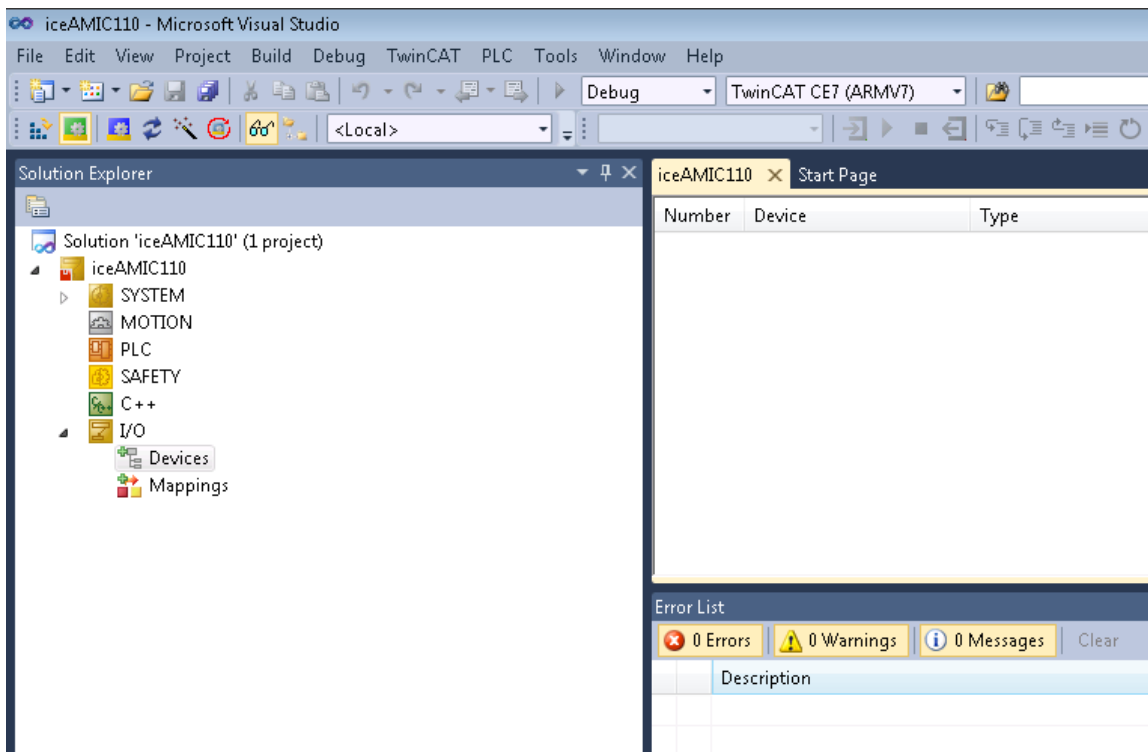 iceAMIC110 - Microsoft Visual Studio
File Edit View Project Build Debug TwinCAT PLC Tools Window Help
Debug TwinCAT CE7 (ARMV7)
<Local>
Solution Explorer
iceAMIC110 Start Page
Number Device Type
Solution 'iceAMIC110' (1 project)
iceAMIC110
SYSTEM
MOTION
PLC
SAFETY
C++
I/O
Devices
Mappings
Error List
0 Errors 0 Warnings 0 Messages Clear
Description